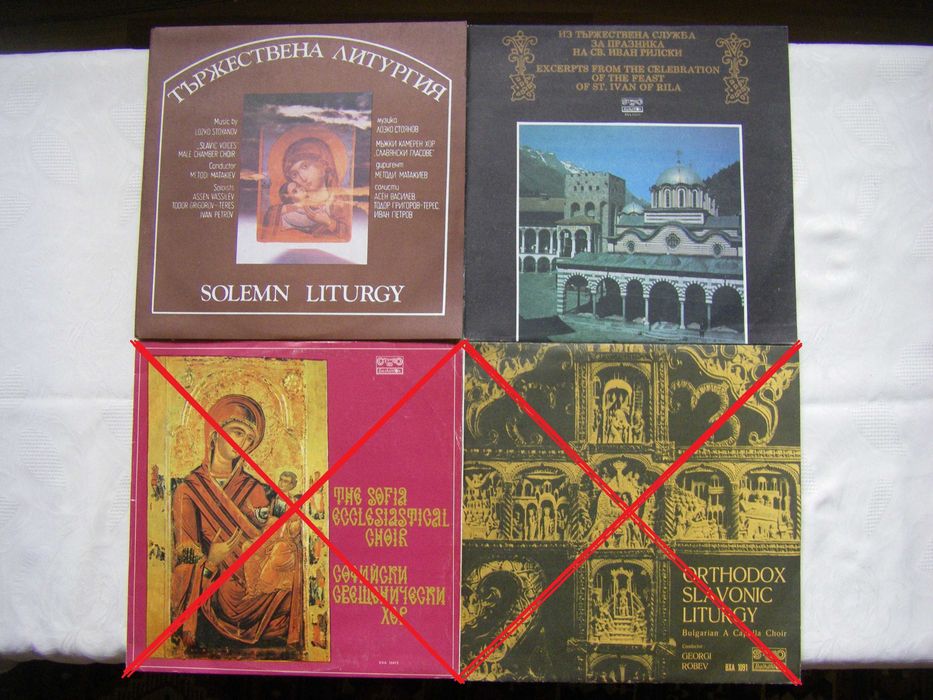 ТЪРЖЕСТВЕНА ЛИТУРГИЯ
Music by
LOZKO STOYANOV
„SLAVIC VOICES"
MALE CHAMBER CHOIR
Conductor
METODI MATAKIEV
Soloists
ASSEN VASSILEV
TODOR GRIGOROV - TERES
IVAN PETROV
музика
ЛОЗКО СТОЯНОВ
МЪЖКИ КАМЕРЕН ХОР
„СЛАВЯНСКИ ГЛАСОВЕ"
диригент
МЕТОДИ МАТАКИЕВ
солисти
АСЕН ВАСИЛЕВ,
ТОДОР ГРИГОРОВ-ТЕРЕС,
ИВАН ПЕТРОВ
SOLEMN LITURGY
ИЗ ТЪРЖЕСТВЕНА СЛУЖБА
ЗА ПРАЗНИКА
НА СВ. ИВАН РИЛСКИ
EXCERPTS FROM THE CELEBRATION
OF THE FEAST
OF ST. IVAN OF RILA
THE SOFIA
ECCLESIASTICAL
CHOIR
СОФИЙСКИ
СВЕЩЕНИЧЕСКИ
ХОР
ORTHODOX
SLAVONIC
LITURGY
Bulgarian A Capella Choir
Conductor
GEORGI
ROBEV
ВХА 1091